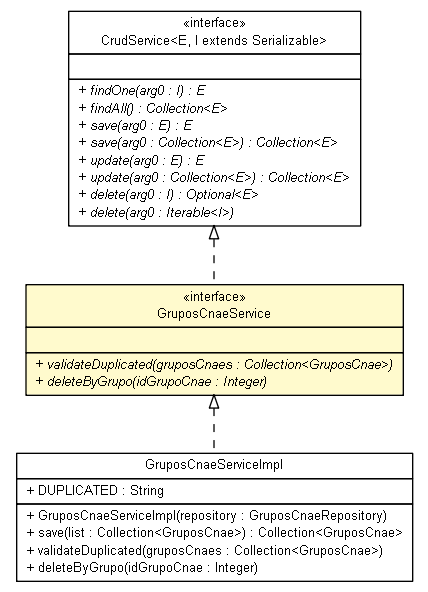 «interface»
CrudService<E, I extends Serializable>
+ findOne(arg0 : I) : E
+ findAll() : Collection<E>
+ save(arg0 : E) : E
+ save(arg0 : Collection<E>) : Collection<E>
+ update(arg0 : E) : E
+ update(arg0 : Collection<E>) : Collection<E>
+ delete(arg0 : I) : Optional<E>
+ delete(arg0 : Iterable<I>)
«interface»
GruposCnaeService
+ validateDuplicated(gruposCnaes : Collection<GruposCnae>)
+ deleteByGrupo(idGrupoCnae : Integer)
GruposCnaeServiceImpl
+ DUPLICATED : String
+ GruposCnaeServiceImpl(repository : GruposCnaeRepository)
+ save(list : Collection<GruposCnae>) : Collection<GruposCnae>
+ validateDuplicated(gruposCnaes : Collection<GruposCnae>)
+ deleteByGrupo(idGrupoCnae : Integer)